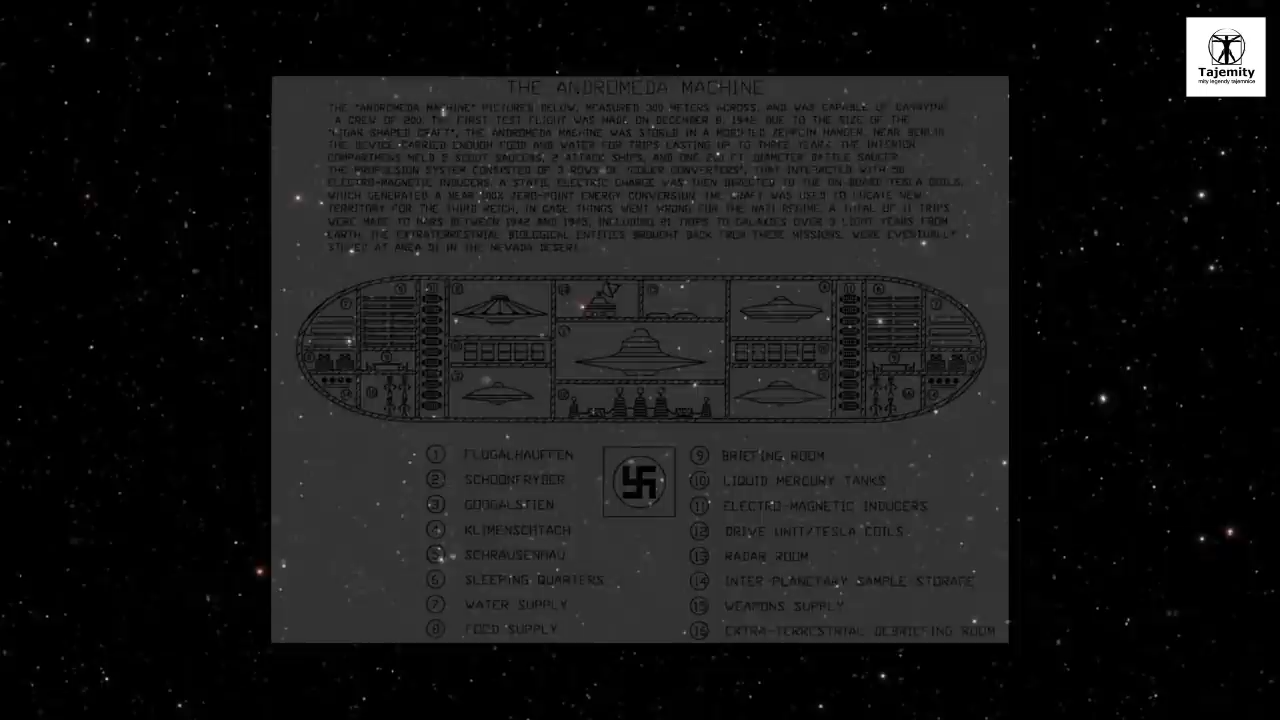 Tajemity
mity legendy tajemnice
THE ANDROMEDA MACHINE
THE "ANDROMEDA MACHINE" PICTURED BELOW, MEASURED 300 METERS ACROSS, AND WAS CAPABLE OF CARRYING
A CREW OF 200. THE FIRST TEST FLIGHT WAS MADE ON DECEMBER 8, 1942. DUE TO THE SIZE OF THE
"CIGAR SHAPED CRAFT", THE ANDROMEDA MACHINE WAS STORED IN A MODIFIED ZEPPELIN HANGER, NEAR BERLIN
THE DEVICE CARRIED ENOUGH FOOD AND WATER FOR TRIPS LASTING UP TO THREE YEARS. THE INTERIOR
HELD 2 SCOUT SAUCERS, 2 ATTACK SHIPS, AND ONE FT. DIAMETER BATTLE SAUCER
THE PROPULSION SYSTEM CONSISTED OF 3 ROWS OF CONVERTERS", THAT INTERACTED WITH 50
ELECTRO-MAGNETIC INDUCERS. A STATIC ELECTRIC CHARGE WAS THEN DIRECTED TO THE ON-BOARD TESLA COILS,
WHICH GENERATED A NEAR ZERO-POINT ENERGY CONVERSION. THE CRAFT WAS USED TO LOCATE NEW
TERRITORY FOR THE THIRD REICH, IN CASE THINGS WENT WRONG FOR THE NAZI REGIME. A TOTAL OF 11 TRIPS
WERE MADE TO MARS BETWEEN 1942 AND 1945, INCLUDING 21 TRIPS TO GALAXIES OVER LIGHT YEARS FROM
EARTH. THE EXTRATERRESTRIAL BIOLOGICAL ENTITIES BROUGHT BACK FROM THESE MISSIONS, WERE EVENTUALLY
STORED AT AREA 51 IN THE NEVADA DESERT.
1 FLUGALHAUFFEN
2 SCHOONFRYDER
3 GOOGALSTIEN
4 KLIMENSCHTACH
5 SCHRAUSENHAU
6 SLEEPING QUARTERS
7 WATER SUPPLY
8 FOOD SUPPLY
9 BRIEFING ROOM
10 LIQUID MERCURY TANKS
11 ELECTRO-MAGNETIC INDUCERS
12 DRIVE UNIT/TESLA COILS
13 RADAR ROOM
14 INTER-PLANETARY SAMPLE STORAGE
15 WEAPONS SUPPLY
16 EXTRA-TERRESTRIAL DEBRIEFING ROOM